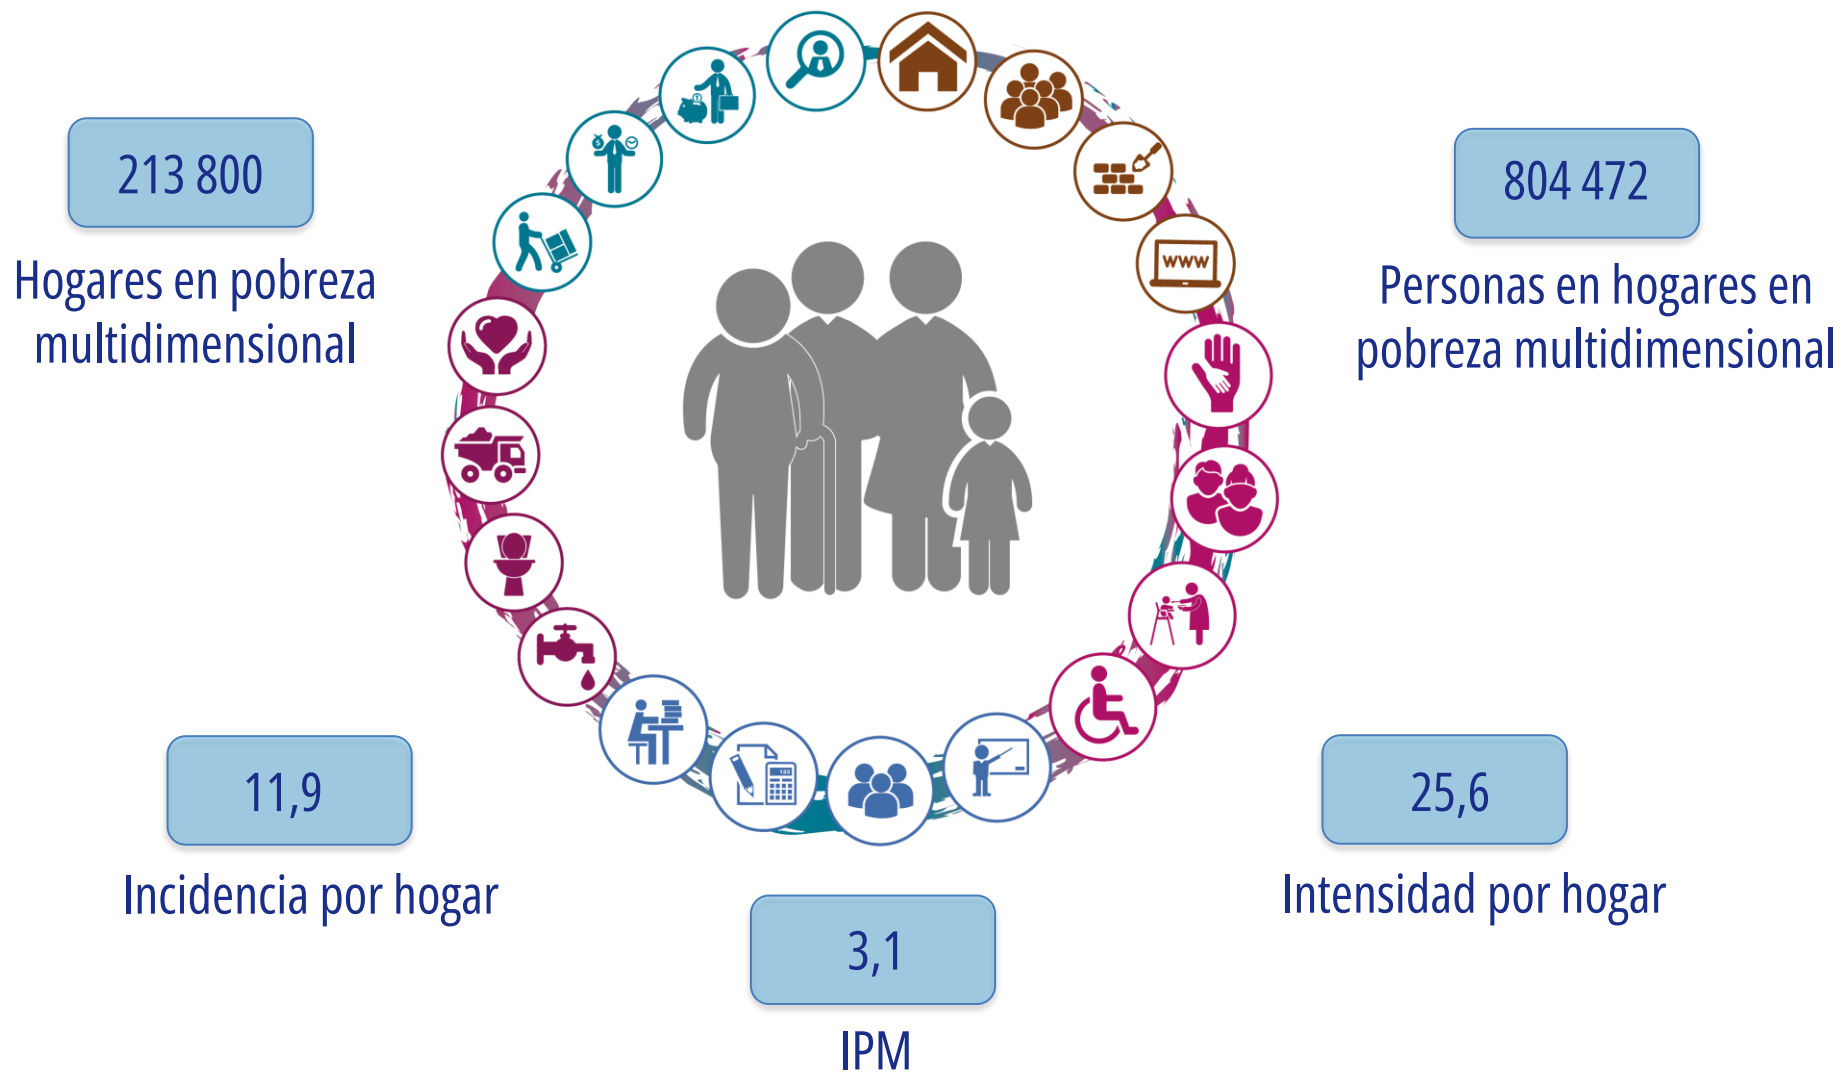 213 800
Hogares en pobreza
multidimensional
804 472
Personas en hogares en
pobreza multidimensional
WWW
11,9
Incidencia por hogar
25,6
Intensidad por hogar
3,1
IPM